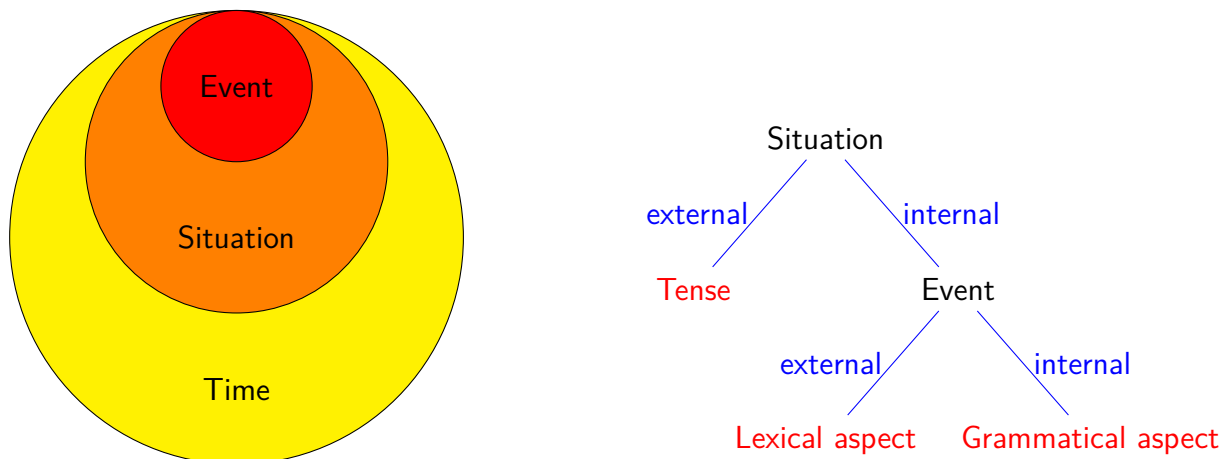 Event
Situation
Time
Situation
external
internal
Tense
Event
external
internal
Lexical aspect
Grammatical aspect